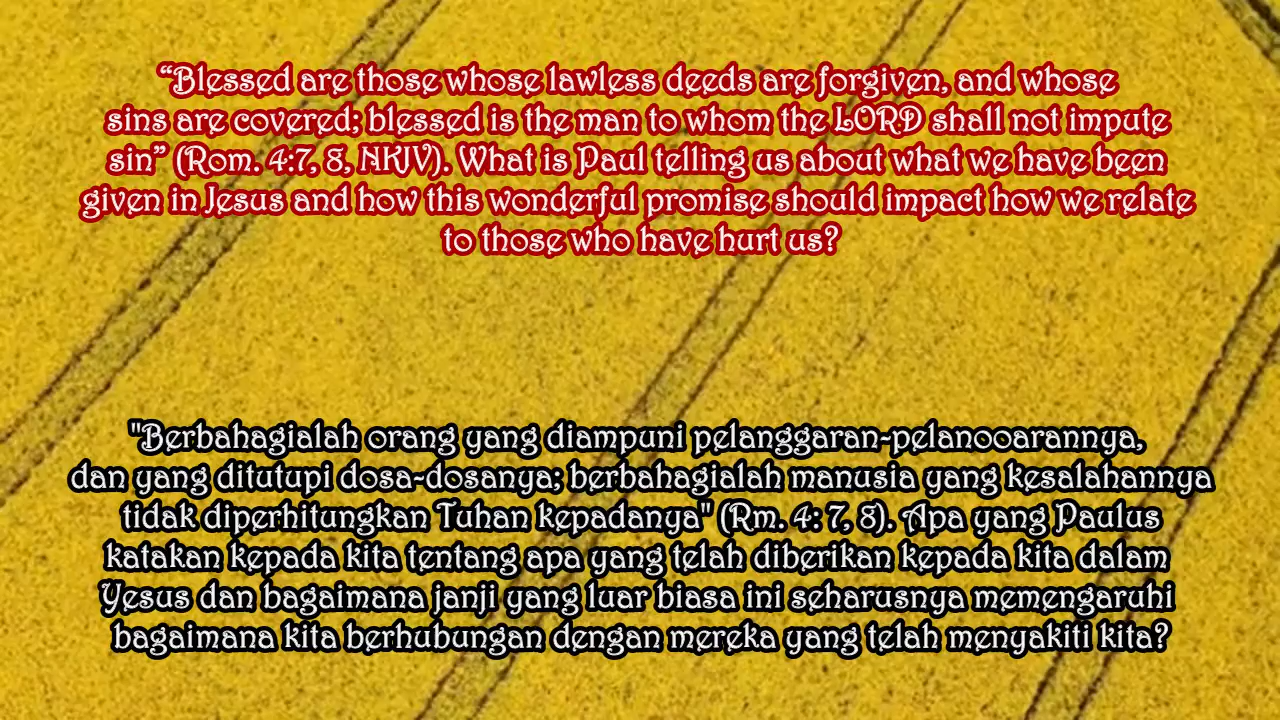 “Blessed are those whose lawless deeds are forgiven, and whose
sins are covered; blessed is the man to whom the LORD shall not impute
sin” (Rom. 4:7, 8, NKJV). What is Paul telling us about what we have been
given in Jesus and how this wonderful promise should impact how we relate
to those who have hurt us?
"Berbahagialah orang yang diampuni pelanggaran-pelanooarannya,
dan yang ditutupi dosa-dosanya; berbahagialah manusia yang kesalahannya
tidak diperhitungkan Tuhan kepadanya" (Rm. 4: 7, 8). Apa yang Paulus
katakan kepada kita tentang apa yang telah diberikan kepada kita dalam
Yesus dan bagaimana janji yang luar biasa ini seharusnya memengaruhi
bagaimana kita berhubungan dengan mereka yang telah menyakiti kita?